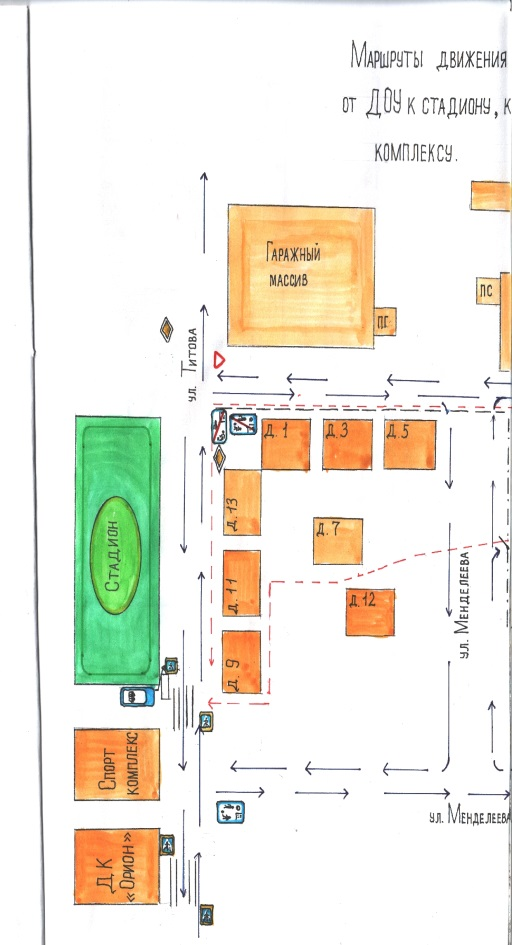 Маршруты движения
от ДОУ к стадиону, к
комплексу.
Гаражный
массив
ПГ
ПС
ул. Титова
Д.1
Д.3
Д.5
Д.13
Д.7
Стадион
Д.11
Д.12
ул. Менделеева
Д.9
Спорт
комплекс
ул. Менделеева
ДК
«Орион»